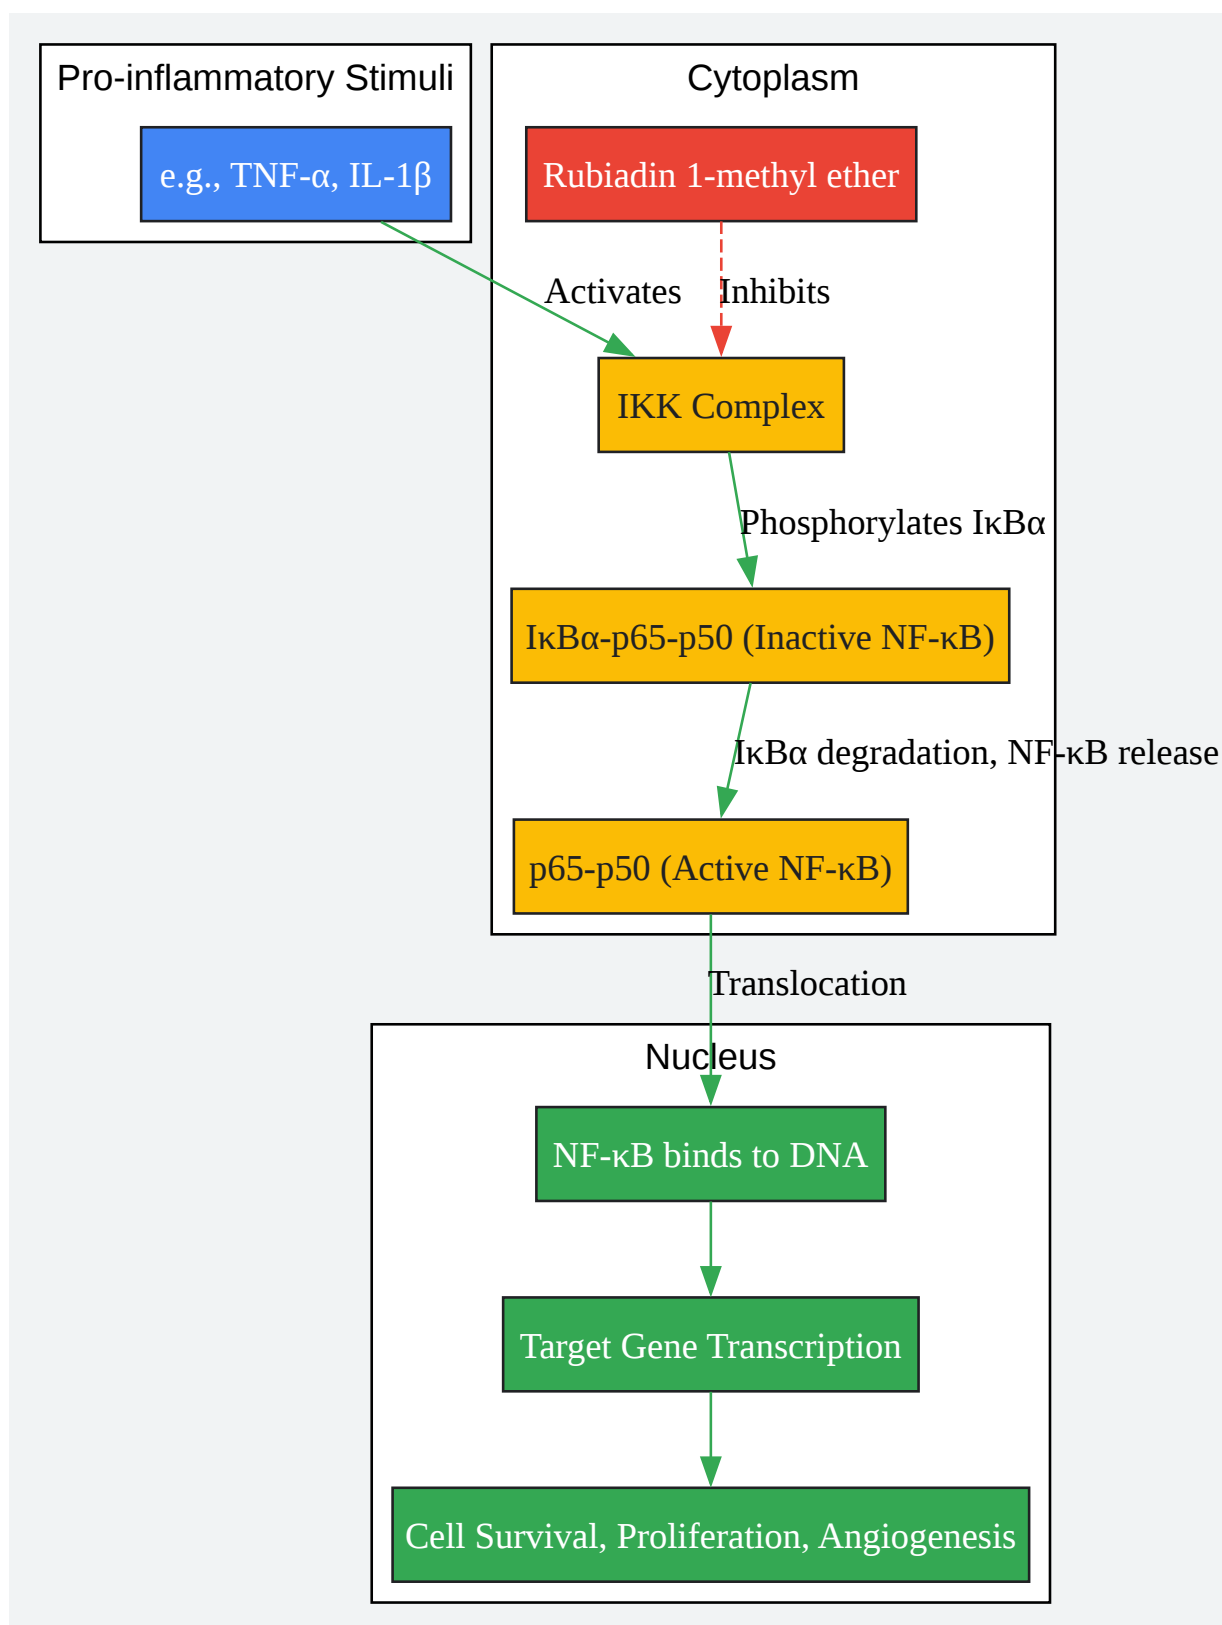 Pro-inflammatory Stimuli
e.g., TNF-α, IL-1β
Cytoplasm
Rubiadin 1-methyl ether
Activates
Inhibits
IKK Complex
Phosphorylates IκBα
IκBα-p65-p50 (Inactive NF-κB)
IκBα degradation, NF-κB release
p65-p50 (Active NF-κB)
Translocation
Nucleus
NF-κB binds to DNA
Target Gene Transcription
Cell Survival, Proliferation, Angiogenesis